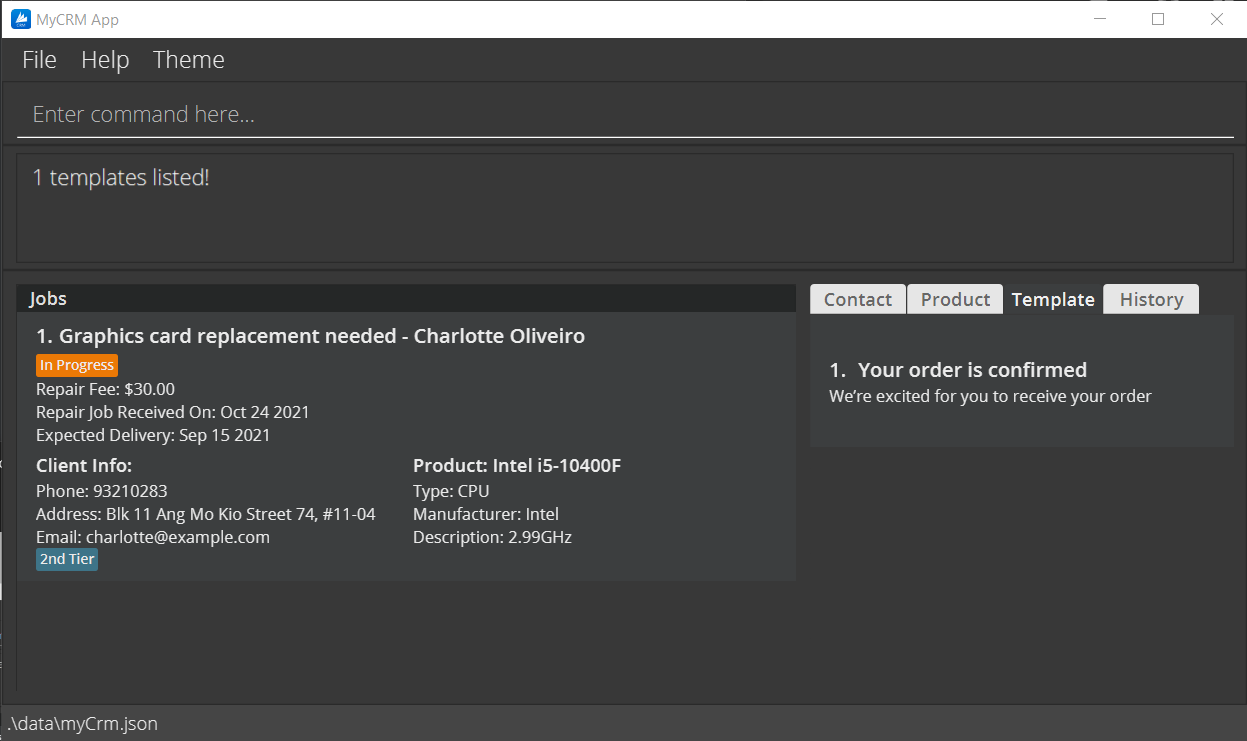 MyCRM App
File Help Theme
Enter command here...
1 templates listed!
Jobs
1. Graphics card replacement needed - Charlotte Oliveiro
In Progress
Repair Fee: $30.00
Repair Job Received On: Oct 24 2021
Expected Delivery: Sep 15 2021
Client Info:
Phone: 93210283
Address: Blk 11 Ang Mo Kio Street 74, #11-04
Email: charlotte@example.com
2nd Tier
Product: Intel i5-10400F
Type: CPU
Manufacturer: Intel
Description: 2.99GHz
Contact Product Template History
1. Your order is confirmed
We’re excited for you to receive your order
.\data\myCrm.json